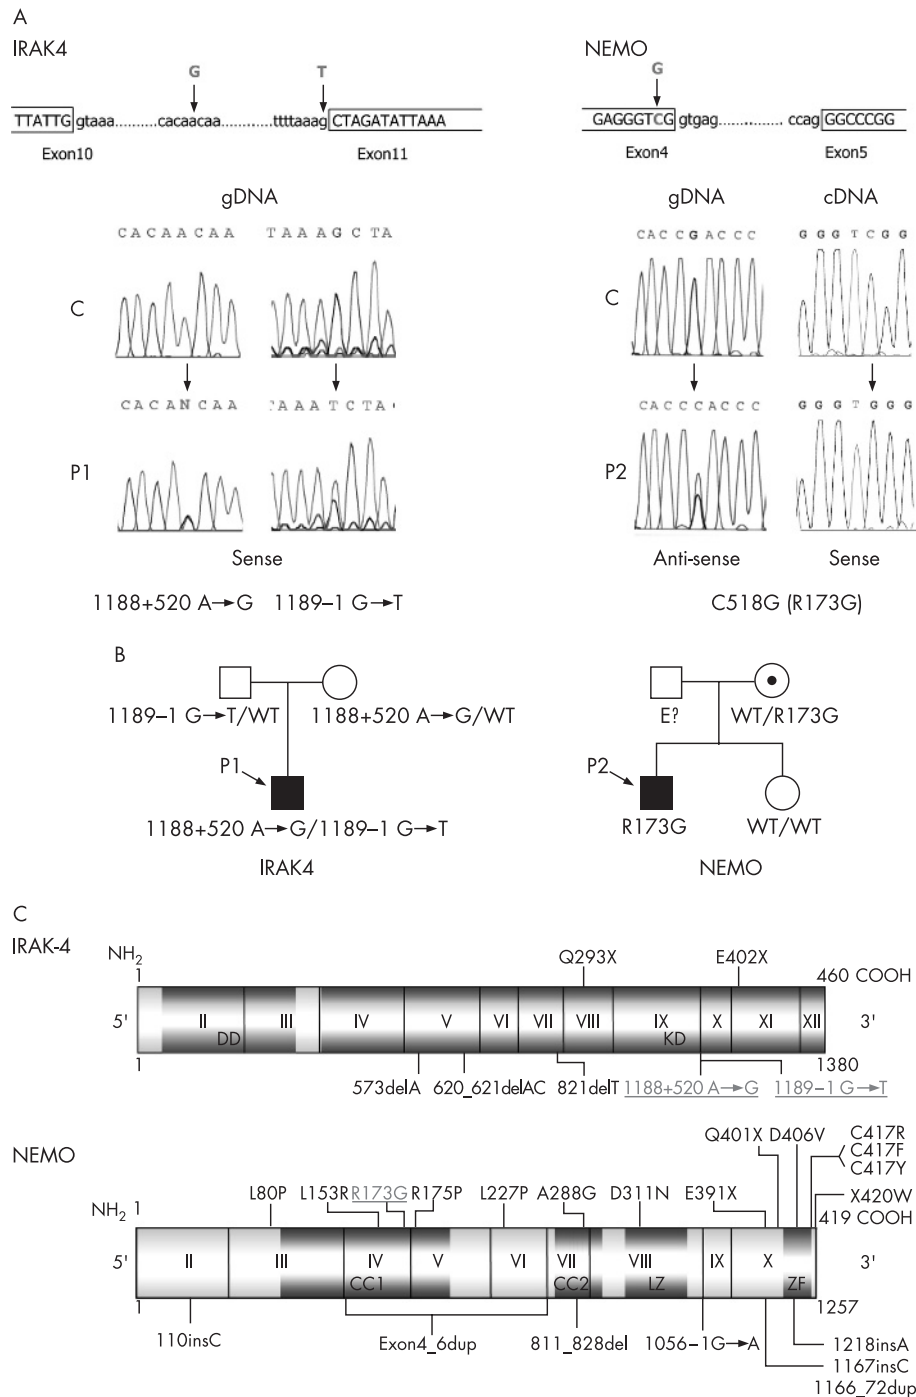 A
IRAK4
NEMO
G T
G
TTATTG gtaaa..........cacaacaa..........ttttaaag CTAGATATTAAA
GAGGGTCG gtgag............ccag GGCCCGG
Exon10 Exon11
Exon4 Exon5
gDNA
gDNA cDNA
CACAACAA TAAAGCTA
CACCGACCC GGGTCGG
C
C
CACANCAA TAAATCTA
CACCCACCC GGGTGGG
P1
P2
Sense
Anti-sense Sense
1188+520 A→G 1189–1 G→T
C518G (R173G)
B
1189–1 G→T/WT 1188+520 A→G/WT
E? WT/R173G
P1
P2
1188+520 A→G/1189–1 G→T
R173G WT/WT
IRAK4
NEMO
C
IRAK-4
NH2
1
Q293X E402X
460 COOH
5' II III IV V VI VII VIII IX X XI XII 3'
DD KD
1 1380
573delA 620_621delAC 821delT 1188+520 A→G 1189–1 G→T
NEMO
Q401X D406V C417R
C417F
C417Y
L80P L153R R173G R175P L227P A288G D311N E391X X420W
NH2 1 419 COOH
5' II III IV V VI VII VIII IX X 3'
CC1 CC2 LZ ZF
1 1257
110insC Exon4_6dup 811_828del 1056–1G→A 1218insA
1167insC
1166_72dup